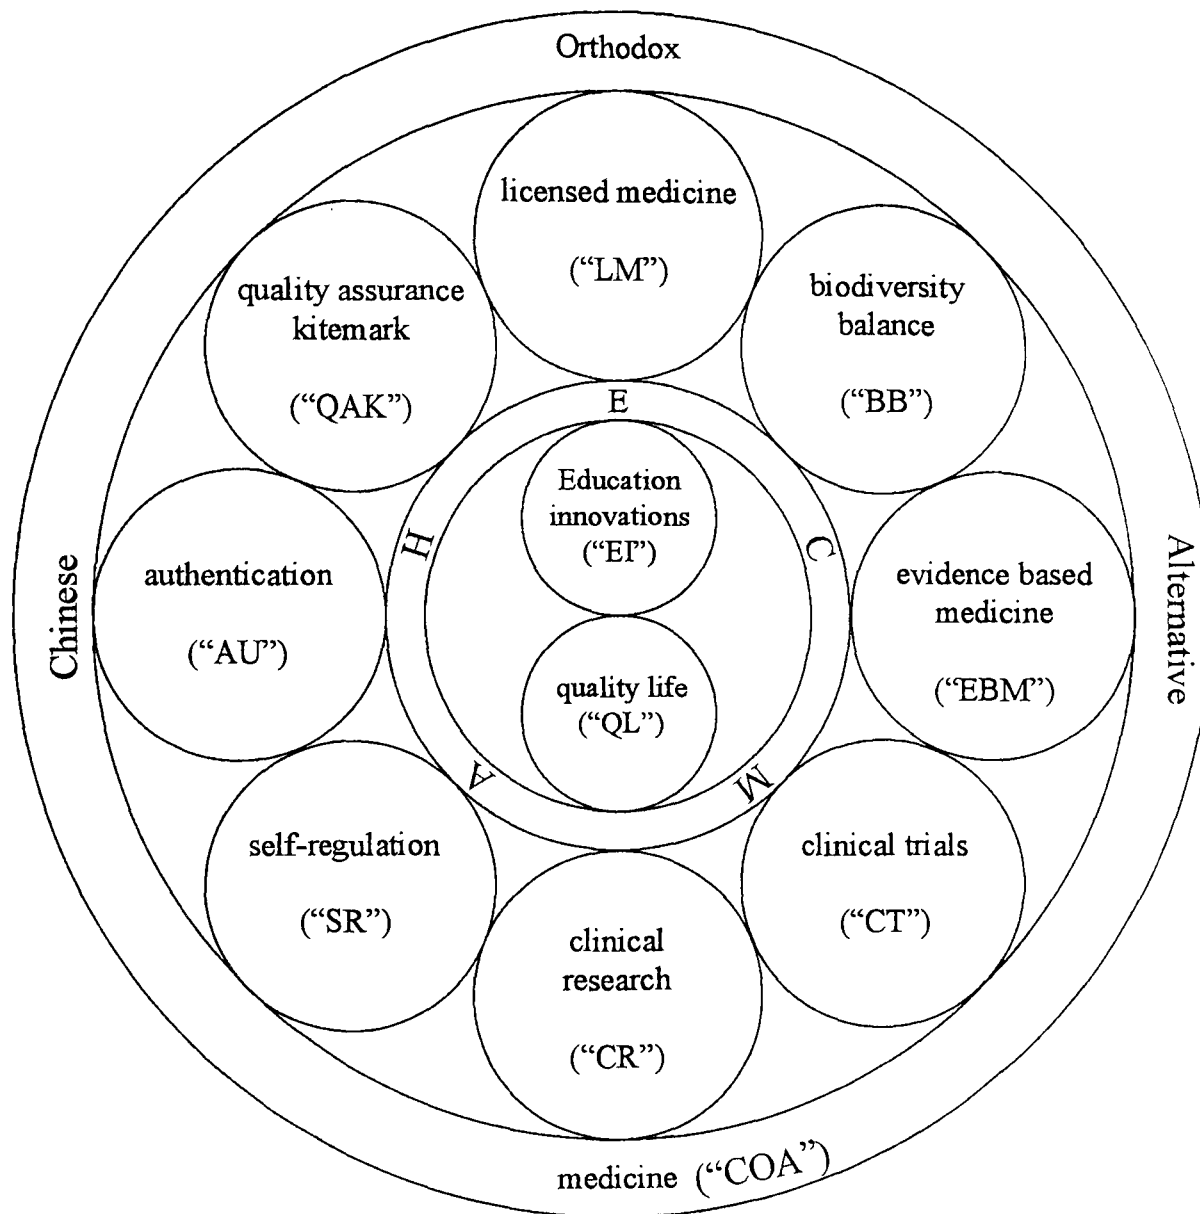 Orthodox
licensed medicine
(“LM”)
quality assurance
kitemark
(“QAK”)
biodiversity
balance
(“BB”)
E
Education
innovations
(“EI”)
H
C
Chinese
authentication
(“AU”)
evidence based
medicine
(“EBM”)
Alternative
quality life
(“QL”)
A
M
self-regulation
(“SR”)
clinical trials
(“CT”)
clinical
research
(“CR”)
medicine (“COA”)